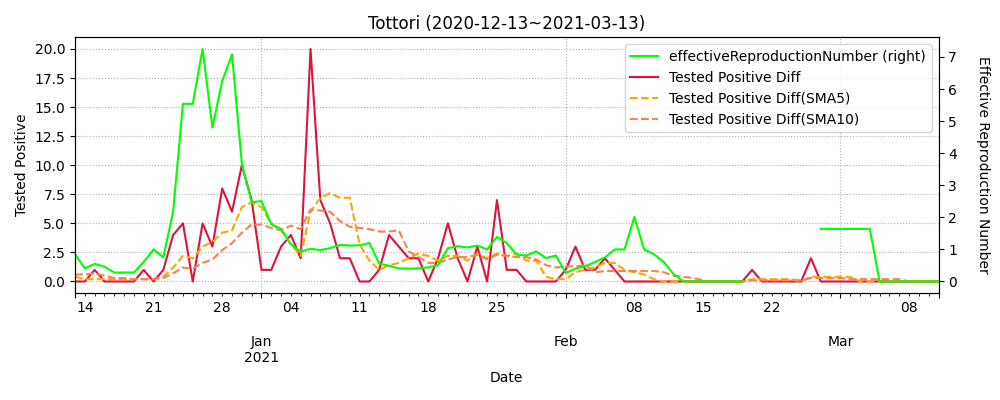 Tottori (2020-12-13~2021-03-13)
effectiveReproductionNumber (right)
Tested Positive Diff
Tested Positive Diff(SMA5)
Tested Positive Diff(SMA10)
Tested Positive
20.0
17.5
15.0
12.5
10.0
7.5
5.0
2.5
0.0
7
6
5
4
3
2
1
0
Effective Reproduction Number
14 21 28 04 11 18 25 08 15 22 08
Jan Feb Mar
2021
Date